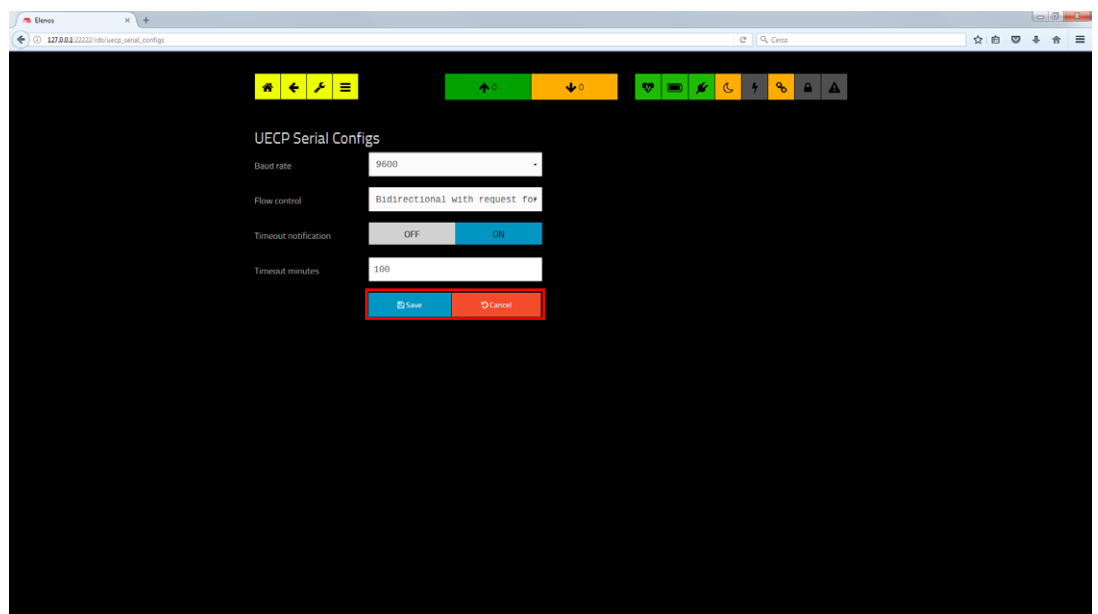 Elenos
127.0.0.1:22222/rds/uecp_serial_configs
Cerca
0
0
UECP Serial Configs
Baud rate
9600
Flow control
Bidirectional with request for
Timeout notification
OFF
ON
Timeout minutes
100
Save
Cancel